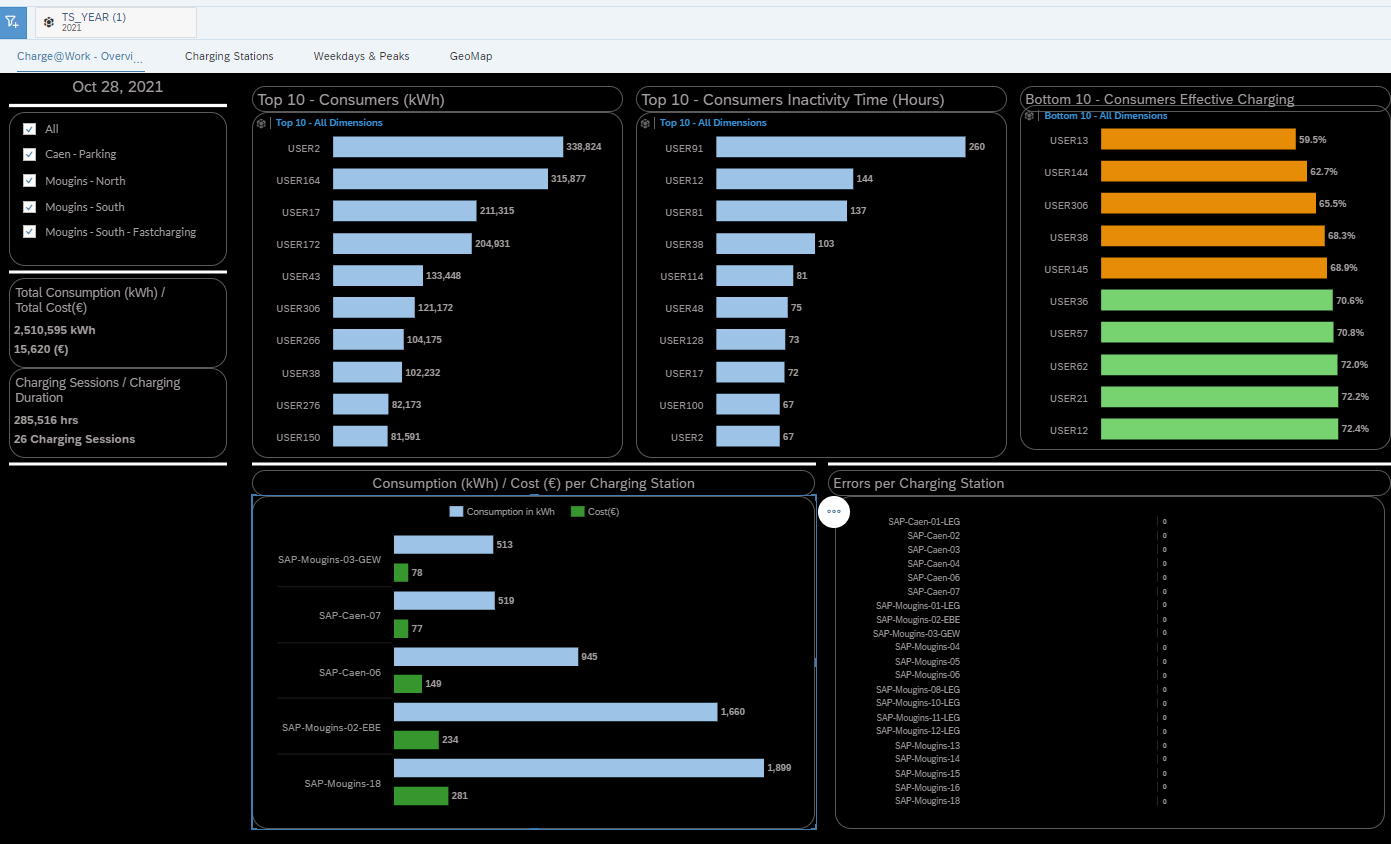 TS_YEAR (1)
2021
Charge@Work - Overvi...
Charging Stations
Weekdays & Peaks
GeoMap
Oct 28, 2021
All
Caen - Parking
Mougins - North
Mougins - South
Mougins - South - Fastcharging
Total Consumption (kWh) /
Total Cost(€)
2,510,595 kWh
15,620 (€)
Charging Sessions / Charging
Duration
285,516 hrs
26 Charging Sessions
Top 10 - Consumers (kWh)
Top 10 - All Dimensions
USER2 338,824
USER164 315,877
USER17 211,315
USER172 204,931
USER43 133,448
USER306 121,172
USER266 104,175
USER38 102,232
USER276 82,173
USER150 81,591
Top 10 - Consumers Inactivity Time (Hours)
Top 10 - All Dimensions
USER91 260
USER12 144
USER81 137
USER38 103
USER114 81
USER48 75
USER128 73
USER17 72
USER100 67
USER2 67
Bottom 10 - Consumers Effective Charging
Bottom 10 - All Dimensions
USER13 59.5%
USER144 62.7%
USER306 65.5%
USER38 68.3%
USER145 68.9%
USER36 70.6%
USER57 70.8%
USER62 72.0%
USER21 72.2%
USER12 72.4%
Consumption (kWh) / Cost (€) per Charging Station
Consumption in kWh Cost(€)
SAP-Mougins-03-GEW 513 78
SAP-Caen-07 519 77
SAP-Caen-06 945 149
SAP-Mougins-02-EBE 1,660 234
SAP-Mougins-18 1,899 281
Errors per Charging Station
SAP-Caen-01-LEG 0
SAP-Caen-02 0
SAP-Caen-03 0
SAP-Caen-04 0
SAP-Caen-06 0
SAP-Caen-07 0
SAP-Mougins-01-LEG 0
SAP-Mougins-02-EBE 0
SAP-Mougins-03-GEW 0
SAP-Mougins-04 0
SAP-Mougins-05 0
SAP-Mougins-06 0
SAP-Mougins-08-LEG 0
SAP-Mougins-10-LEG 0
SAP-Mougins-11-LEG 0
SAP-Mougins-12-LEG 0
SAP-Mougins-13 0
SAP-Mougins-14 0
SAP-Mougins-15 0
SAP-Mougins-16 0
SAP-Mougins-18 0